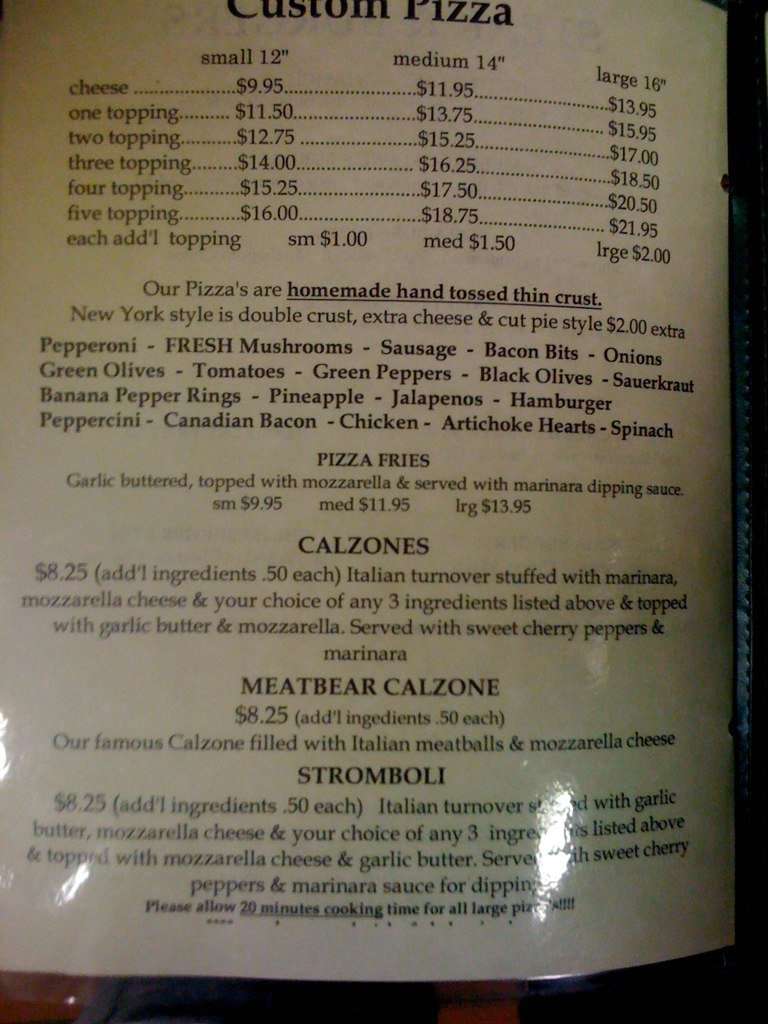 Custom Pizza
small 12" medium 14" large 16"
cheese ..................$9.95.......................$11.95.......................$13.95
one topping.......... $11.50.......................$13.75....................... $15.95
two topping............$12.75 .....................$15.25.......................$17.00
three topping.........$14.00....................... $16.25.......................$18.50
four topping...........$15.25.......................$17.50.......................$20.50
five topping............$16.00.......................$18.75....................... $21.95
each add'l topping sm $1.00 med $1.50 lrge $2.00
Our Pizza's are homemade hand tossed thin crust.
New York style is double crust, extra cheese & cut pie style $2.00 extra
Pepperoni - FRESH Mushrooms - Sausage - Bacon Bits - Onions
Green Olives - Tomatoes - Green Peppers - Black Olives - Sauerkraut
Banana Pepper Rings - Pineapple - Jalapenos - Hamburger
Peppercini - Canadian Bacon - Chicken - Artichoke Hearts - Spinach
PIZZA FRIES
Garlic buttered, topped with mozzarella & served with marinara dipping sauce.
sm $9.95 med $11.95 lrg $13.95
CALZONES
$8.25 (add'l ingredients .50 each) Italian turnover stuffed with marinara,
mozzarella cheese & your choice of any 3 ingredients listed above & topped
with garlic butter & mozzarella. Served with sweet cherry peppers &
marinara
MEATBEAR CALZONE
$8.25 (add'l ingedients .50 each)
Our famous Calzone filled with Italian meatballs & mozzarella cheese
STROMBOLI
$8.25 (add'l ingredients .50 each) Italian turnover with garlic
butter, mozzarella cheese & your choice of any 3 ingredients listed above
& topped with mozzarella cheese & garlic butter. Served with sweet cherry
peppers & marinara sauce for dipping
Please allow 20 minutes cooking time for all large pizza's!!!!